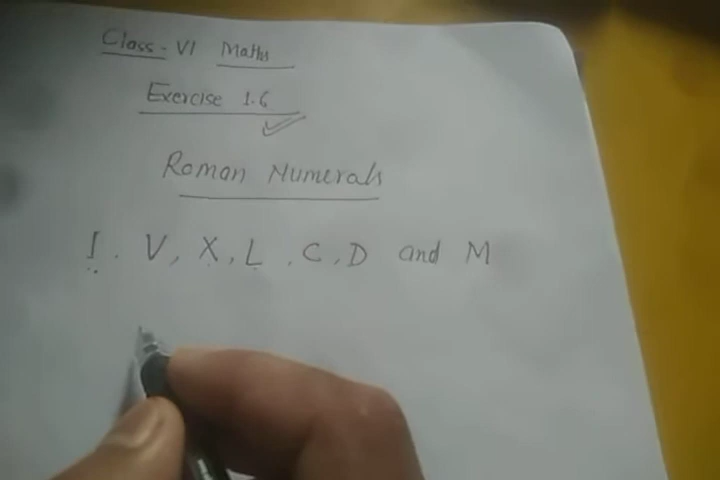 Class - VI Maths
Exercise 1.6
Roman Numerals
I. V, X, L, C, D and M